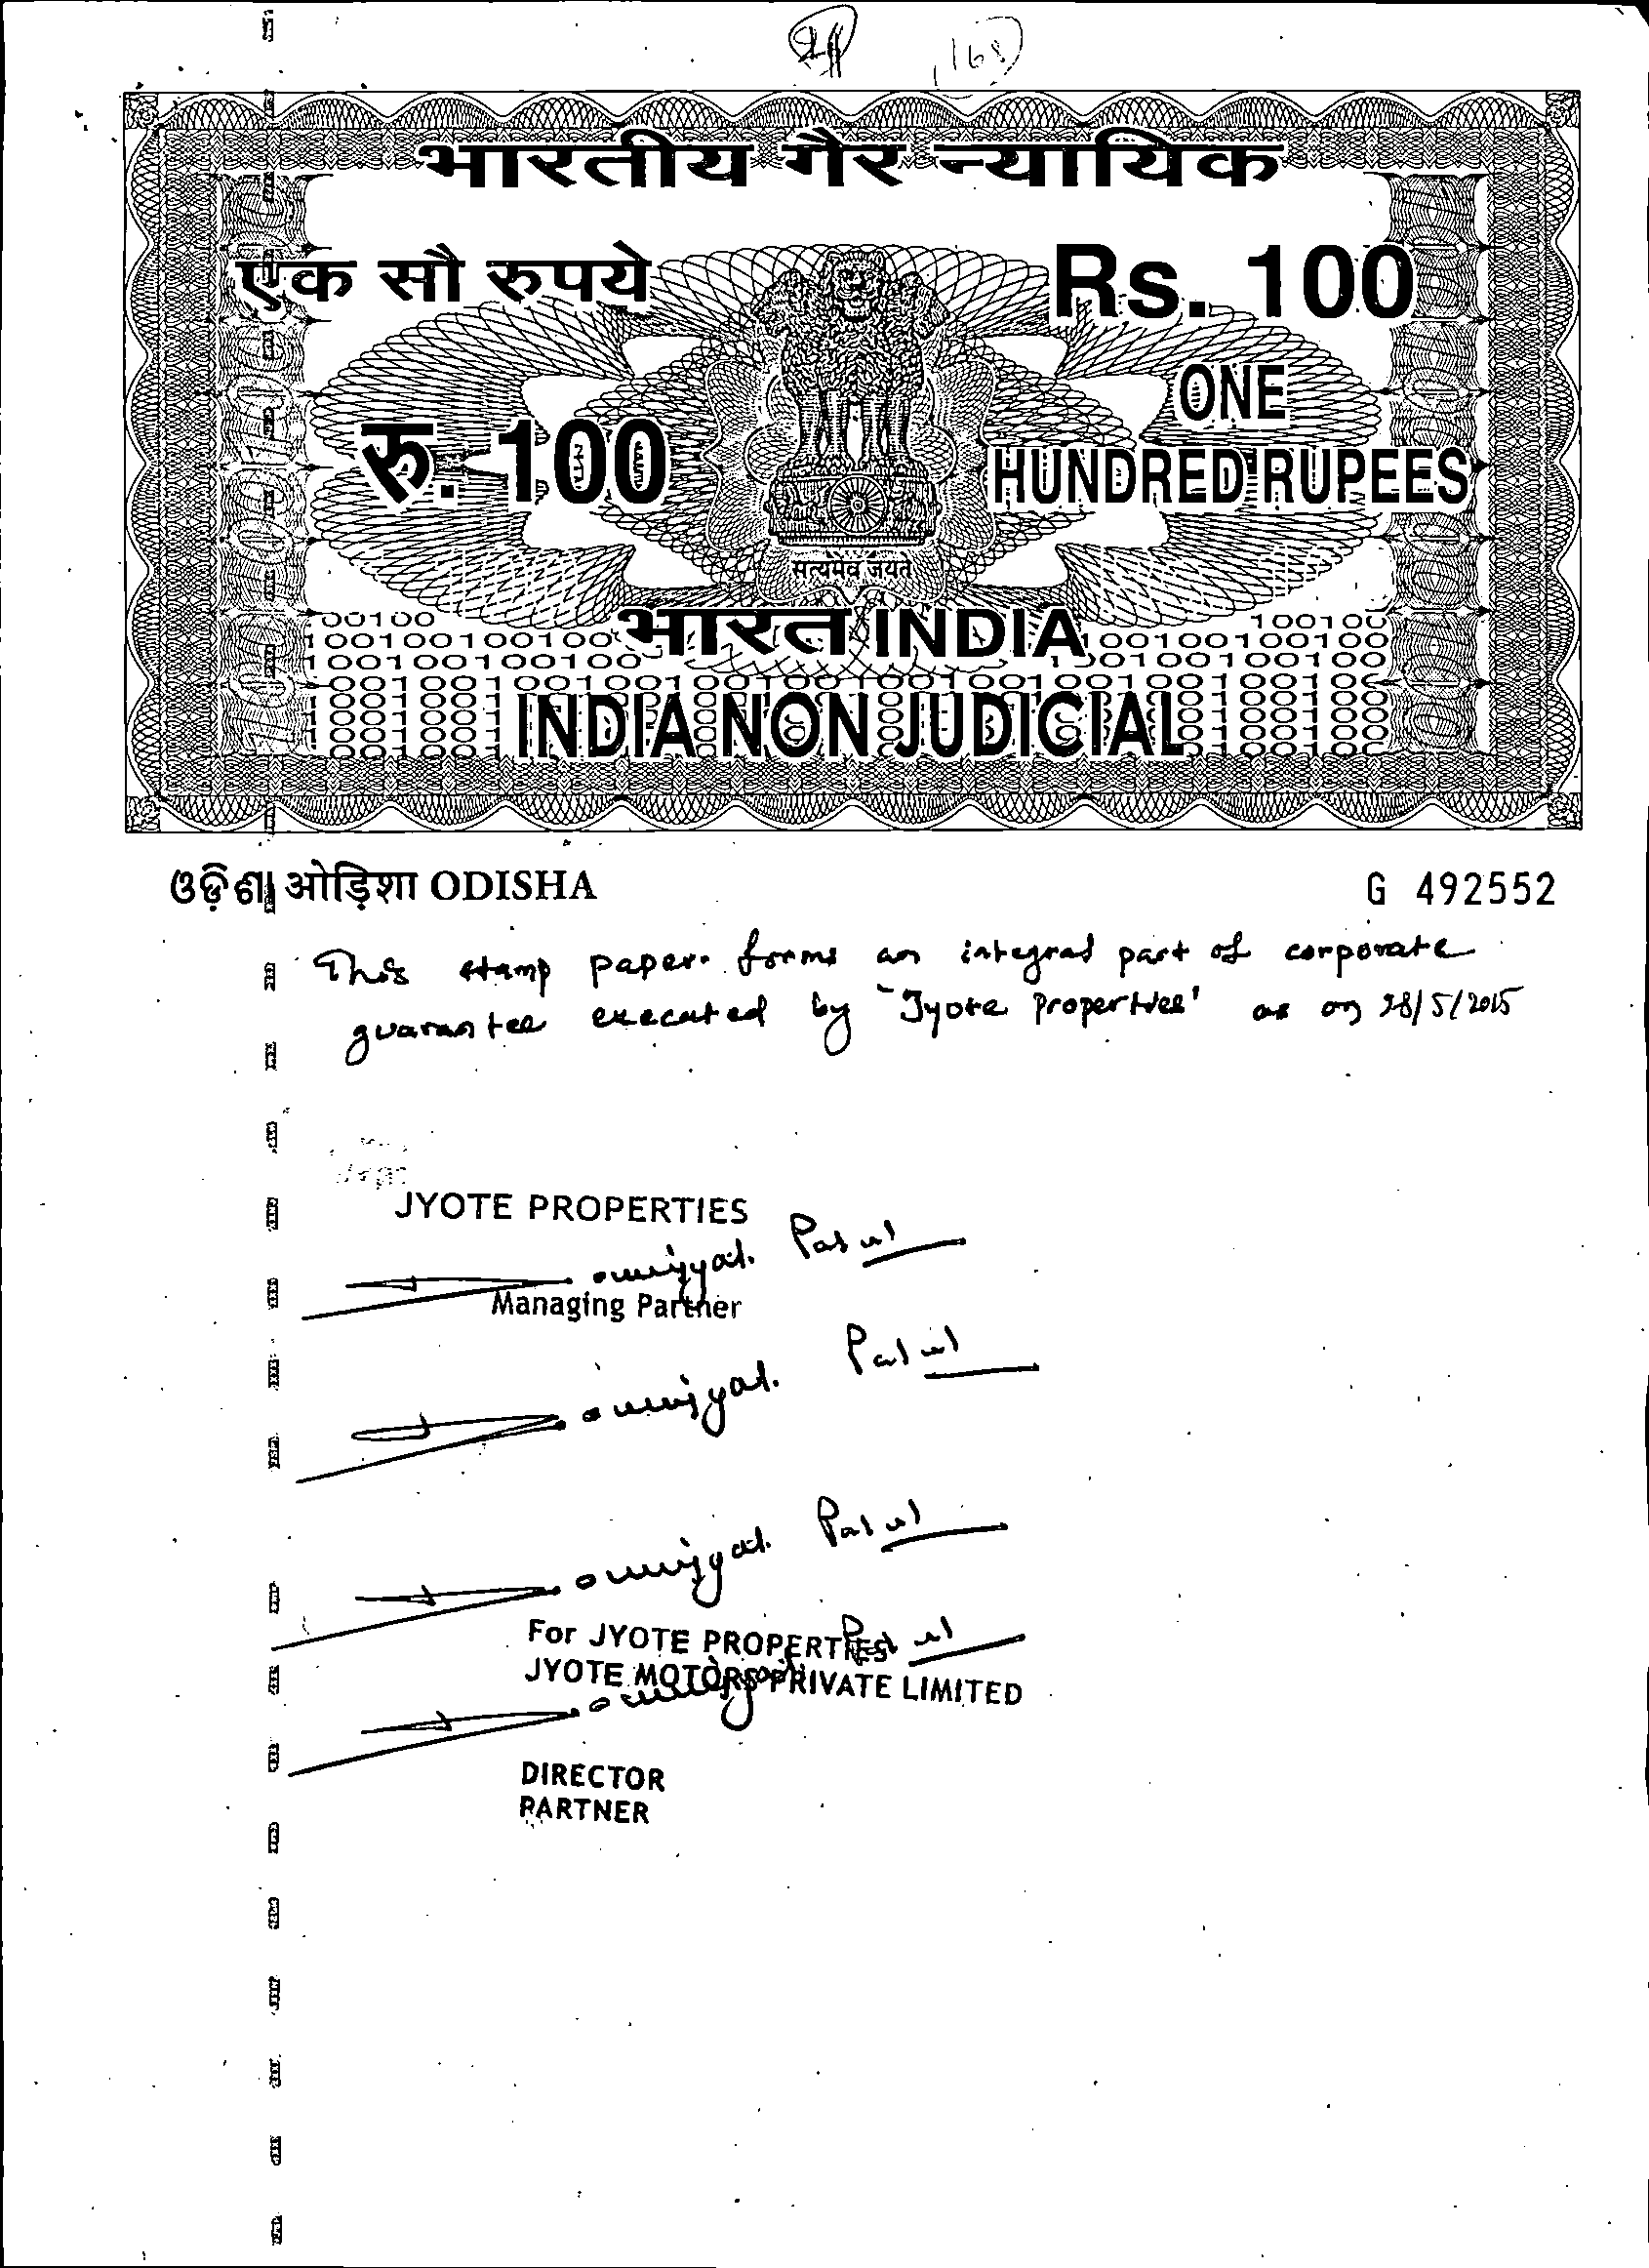 168
भारतीय गैर न्यायिक
एक सौ रुपये
Rs. 100
रु. 100
ONE
HUNDRED RUPEES
सत्यमेव जयते
भारत INDIA
INDIA NON JUDICIAL
ଓଡ଼ିଶା ओड़िशा ODISHA
G 492552
This stamp paper forms an integral part of corporate
guarantee executed by "Jyote Properties' as on 28/5/2015
JYOTE PROPERTIES
Managing Partner
For JYOTE PROPERTIES
JYOTE MOTORS PRIVATE LIMITED
DIRECTOR
PARTNER